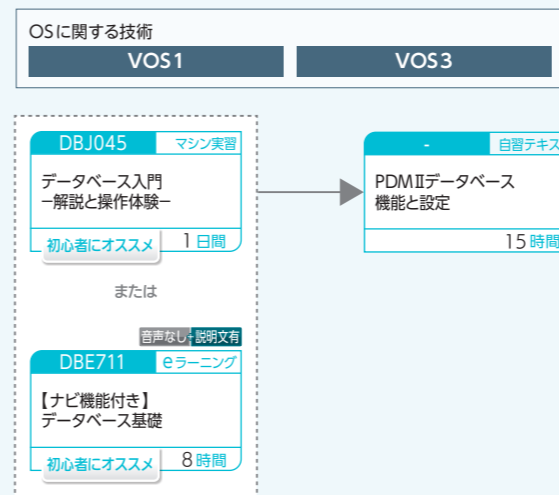 OSに関する技術
VOS1
VOS3
DBJ045
マシン実習
データベース入門
−解説と操作体験−
初心者にオススメ
1日間
または
音声なし+説明文有
DBE711
eラーニング
【ナビ機能付き】
データベース基礎
初心者にオススメ
8時間
-
自習テキス
PDMⅡデータベース
機能と設定
15時間